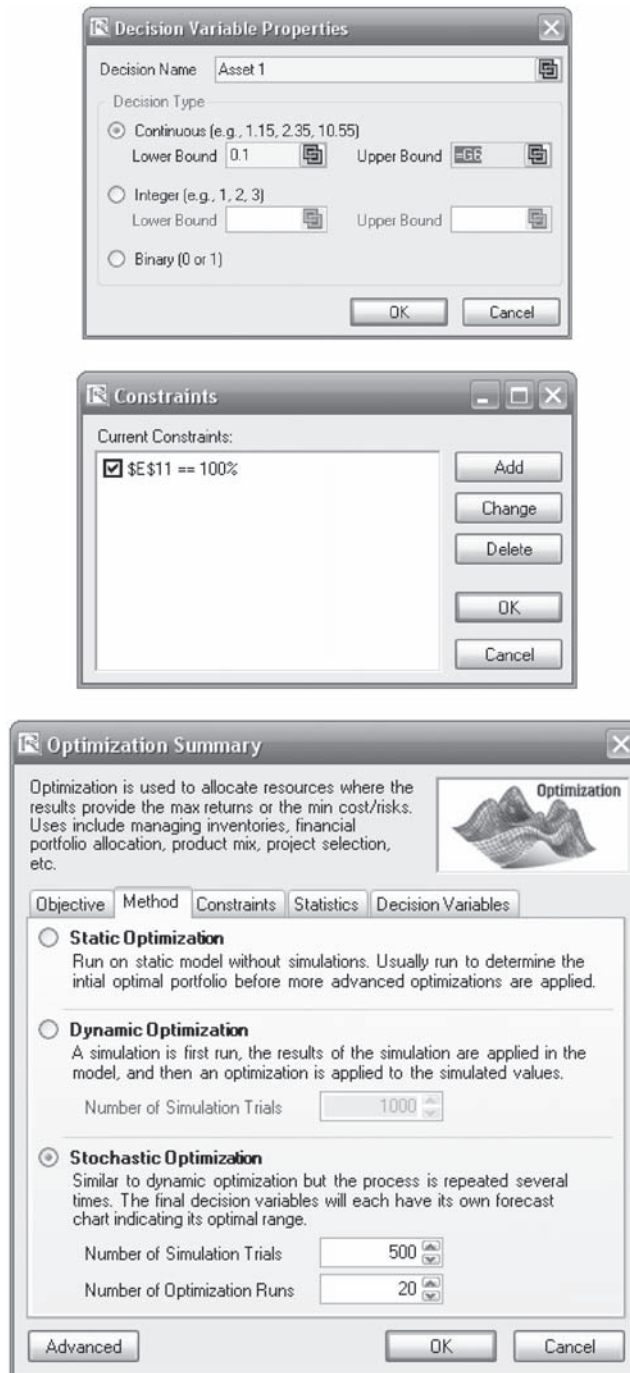 Decision Variable Properties
Decision Name Asset 1
Decision Type
Continuous (e.g., 1.15, 2.35, 10.55)
Lower Bound 0.1 Upper Bound =G6
Integer (e.g., 1, 2, 3)
Lower Bound Upper Bound
Binary (0 or 1)
OK Cancel
Constraints
Current Constraints:
$E$11 == 100%
Add
Change
Delete
OK
Cancel
Optimization Summary
Optimization is used to allocate resources where the
results provide the max returns or the min cost/risks.
Uses include managing inventories, financial
portfolio allocation, product mix, project selection,
etc.
Optimization
Objective Method Constraints Statistics Decision Variables
Static Optimization
Run on static model without simulations. Usually run to determine the
intial optimal portfolio before more advanced optimizations are applied.
Dynamic Optimization
A simulation is first run, the results of the simulation are applied in the
model, and then an optimization is applied to the simulated values.
Number of Simulation Trials 1000
Stochastic Optimization
Similar to dynamic optimization but the process is repeated several
times. The final decision variables will each have its own forecast
chart indicating its optimal range.
Number of Simulation Trials 500
Number of Optimization Runs 20
Advanced OK Cancel